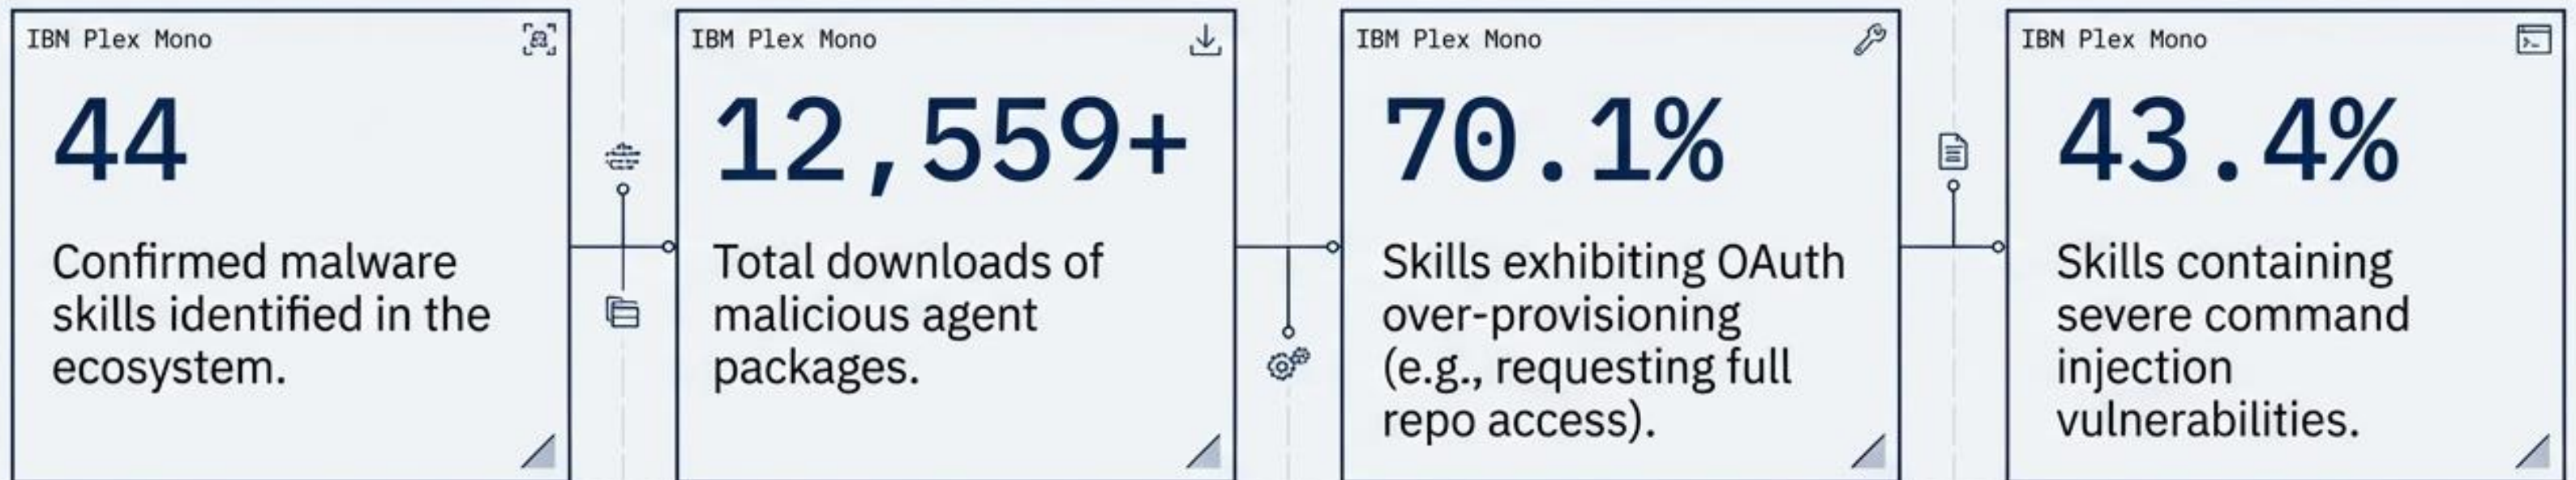 IBN Plex Mono
44
Confirmed malware
skills identified in the
ecosystem.
IBM Plex Mono
12,559+
Total downloads of
malicious agent
packages.
IBM Plex Mono
70.1%
Skills exhibiting OAuth
over-provisioning
(e.g., requesting full
repo access).
IBN Plex Mono
43.4%
Skills containing
severe command
injection
vulnerabilities.